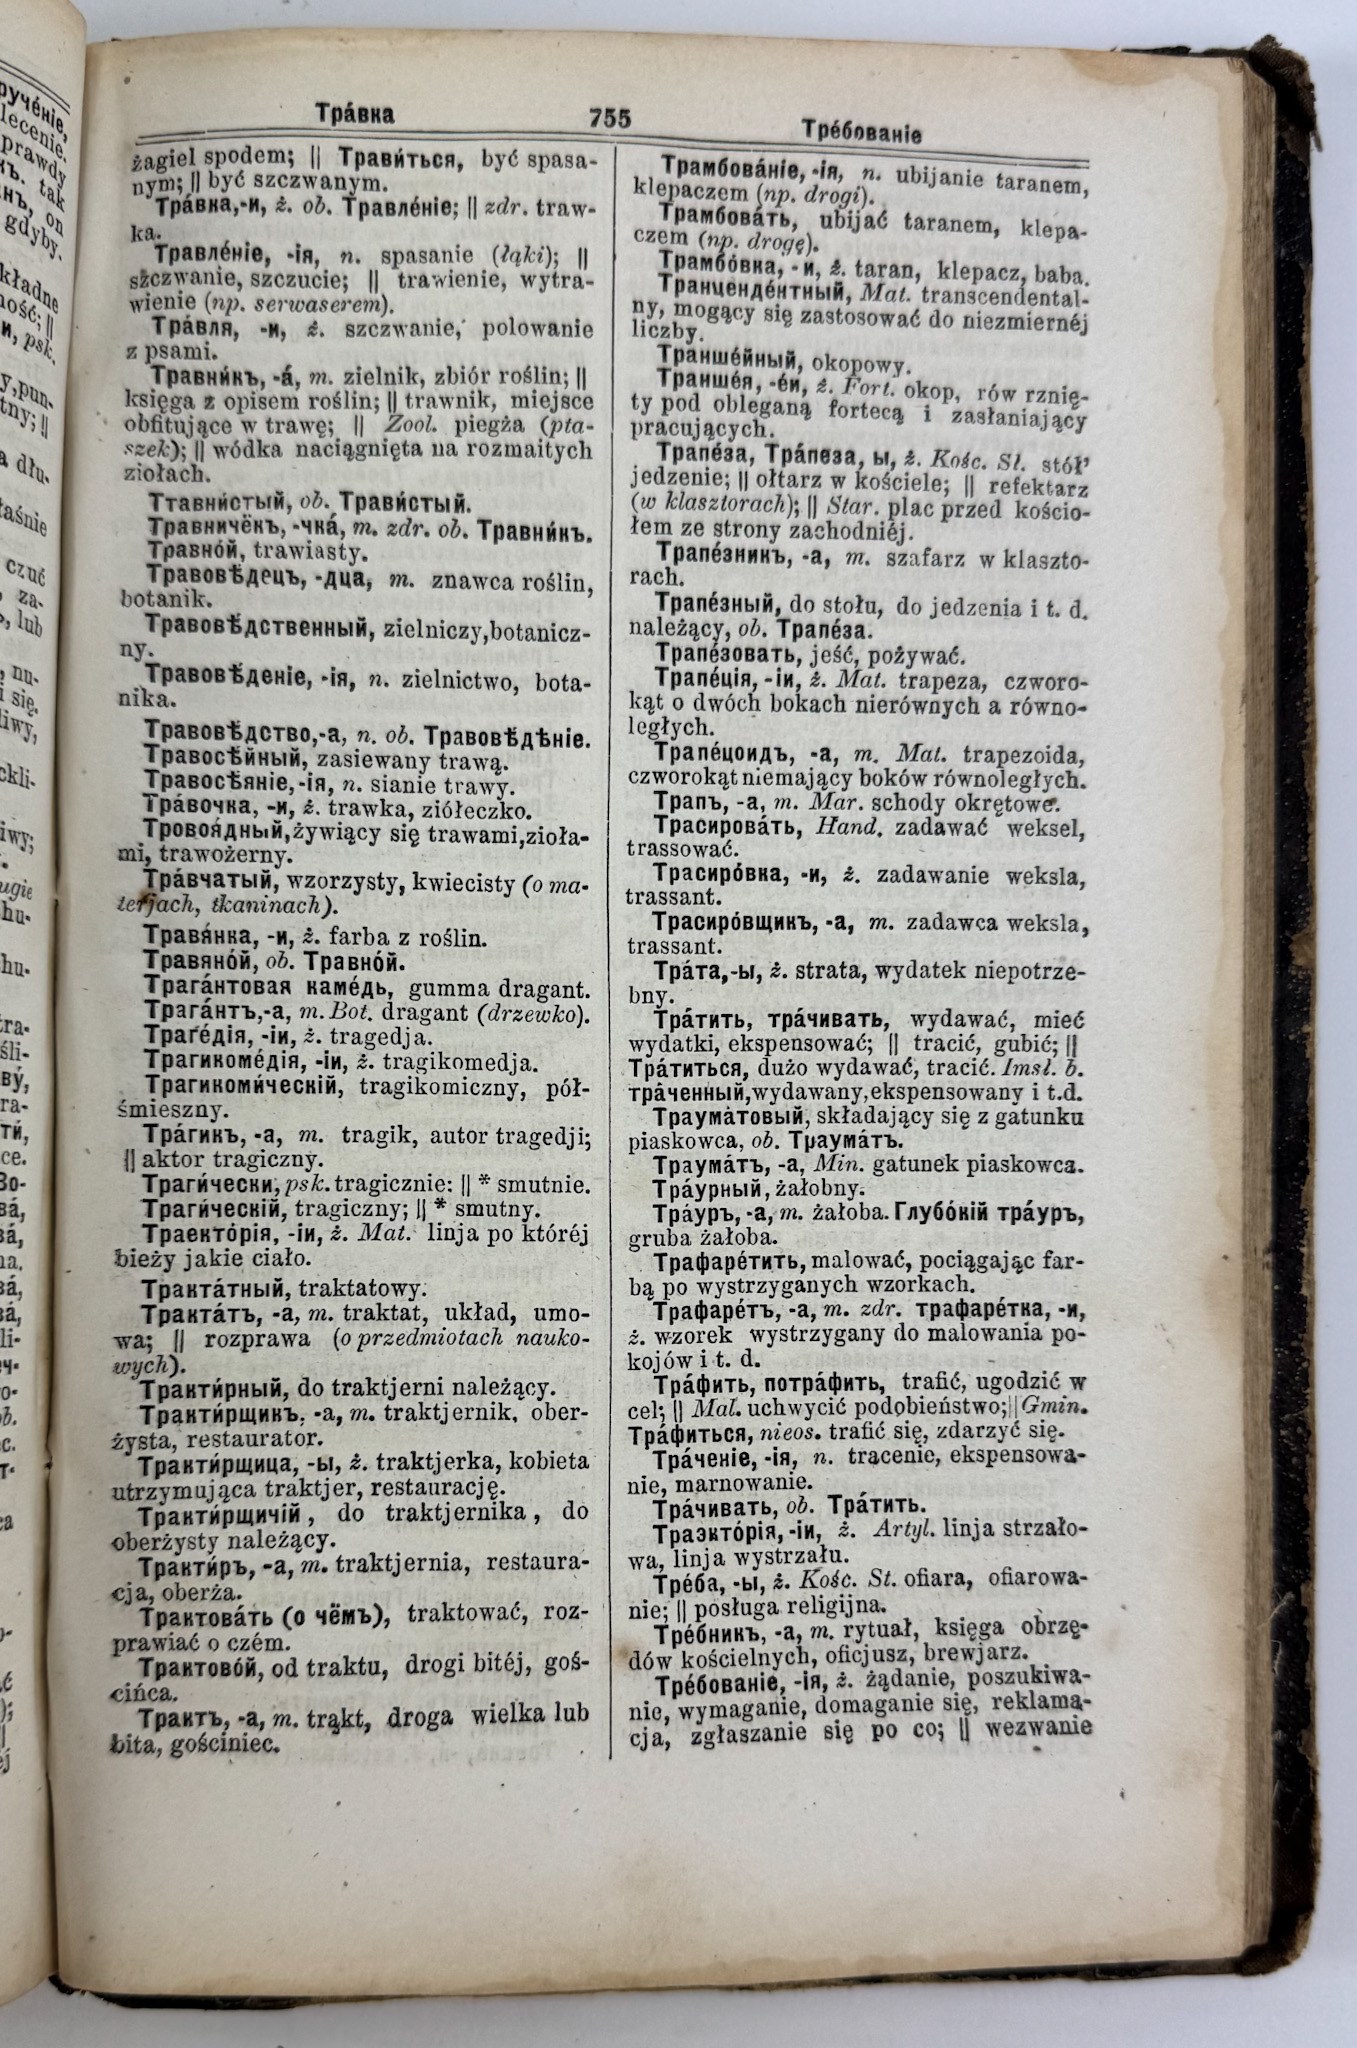 Тра́вка
755
Тре́бованіе
żagiel spodem; || Трави́ться, być spasa-
nym; || być szczwanym.
Тра́вка,-и, ż. ob. Травле́ніе; || zdr. traw-
ka.
Травле́ніе, -ія, n. spasanie (łąki); ||
szczwanie, szczucie; || trawienie, wytra-
wienie (np. serwaserem).
Тра́вля, -и, ż. szczwanie, polowanie
z psami.
Травни́къ, -а́, m. zielnik, zbiór roślin; ||
księga z opisem roślin; || trawnik, miejsce
obfitujące w trawę; || Zool. piegża (pta-
szek); || wódka naciągnięta na rozmaitych
ziołach.
Ттавни́стый, ob. Трави́стый.
Травничёкъ, -чка́, m. zdr. ob. Травни́къ.
Травно́й, trawiasty.
Травовѣ́децъ, -дца, m. znawca roślin,
botanik.
Травовѣ́дственный, zielniczy,botanicz-
ny.
Травовѣ́деніе, -ія, n. zielnictwo, bota-
nika.
Травовѣ́дство,-а, n. ob. Травовѣ́дѣніе.
Травосѣ́йный, zasiewany trawą.
Травосѣ́яніе,-ія, n. sianie trawy.
Тра́вочка, -и, ż. trawka, ziółeczko.
Тровоя́дный,żywiący się trawami,zioła-
mi, trawożerny.
Тра́вчатый, wzorzysty, kwiecisty (o ma-
terjach, tkaninach).
Травя́нка, -и, ż. farba z roślin.
Травяно́й, ob. Травно́й.
Трага́нтовая каме́дь, gumma dragant.
Трага́нтъ,-а, m. Bot. dragant (drzewko).
Траге́дія, -іи, ż. tragedja.
Трагикоме́дія, -іи, ż. tragikomedja.
Трагикоми́ческій, tragikomiczny, pół-
śmieszny.
Тра́гикъ, -а, m. tragik, autor tragedji;
|| aktor tragiczny.
Траги́чески, psk. tragicznie: || * smutnie.
Траги́ческій, tragiczny; || * smutny.
Траекто́рія, -іи, ż. Mat. linja po któréj
bieży jakie ciało.
Тракта́тный, traktatowy.
Тракта́тъ, -а, m. traktat, układ, umo-
wa; || rozprawa (o przedmiotach nauko-
wych).
Тракти́рный, do traktjerni należący.
Тракти́рщикъ, -а, m. traktjernik, ober-
żysta, restaurator.
Тракти́рщица, -ы, ż. traktjerka, kobieta
utrzymująca traktjer, restaurację.
Тракти́рщичій, do traktjernika, do
oberżysty należący.
Тракти́ръ, -а, m. traktjernia, restaura-
cja, oberża.
Трактова́ть (о чёмъ), traktować, roz-
prawiać o czém.
Трактово́й, od traktu, drogi bitéj, goś-
cińca.
Трактъ, -а, m. trąkt, droga wielka lub
bita, gościniec.
Трамбова́ніе, -ія, n. ubijanie taranem,
klepaczem (np. drogi).
Трамбова́ть, ubijać taranem, klepa-
czem (np. drogę).
Трамбо́вка, -и, ż. taran, klepacz, baba.
Транценде́нтный, Mat. transcendental-
ny, mogący się zastosować do niezmiernéj
liczby.
Транше́йный, okopowy.
Транше́я, -е́и, ż. Fort. okop, rów rznię-
ty pod obleganą fortecą i zasłaniający
pracujących.
Трапе́за, Тра́пеза, ы, ż. Kośc. Sł. stół'
jedzenie; || ołtarz w kościele; || refektarz
(w klasztorach); || Star. plac przed kościo-
łem ze strony zachodniéj.
Трапе́зникъ, -а, m. szafarz w klaszto-
rach.
Трапе́зный, do stołu, do jedzenia i t. d.
należący, ob. Трапе́за.
Трапе́зовать, jeść, pożywać.
Трапе́ція, -іи, ż. Mat. trapeza, czworo-
kąt o dwóch bokach nierównych a równo-
ległych.
Трапе́цоидъ, -а, m. Mat. trapezoida,
czworokąt niemający boków równoległych.
Трапъ, -а, m. Mar. schody okrętowe.
Трасирова́ть, Hand. zadawać weksel,
trassować.
Трасиро́вка, -и, ż. zadawanie weksla,
trassant.
Трасиро́вщикъ, -а, m. zadawca weksla,
trassant.
Тра́та,-ы, ż. strata, wydatek niepotrze-
bny.
Тра́тить, тра́чивать, wydawać, mieć
wydatki, ekspensować; || tracić, gubić; ||
Тра́титься, dużo wydawać, tracić. Imsł. b.
тра́ченный,wydawany,ekspensowany i t.d.
Траума́товый, składający się z gatunku
piaskowca, ob. Траума́тъ.
Траума́тъ, -а, Min. gatunek piaskowca.
Тра́урный, żałobny.
Тра́уръ, -а, m. żałoba. Глубо́кій тра́уръ,
gruba żałoba.
Трафаре́тить, malować, pociągając far-
bą po wystrzyganych wzorkach.
Трафаре́тъ, -а, m. zdr. трафаре́тка, -и,
ż. wzorek wystrzygany do malowania po-
kojów i t. d.
Тра́фить, потра́фить, trafić, ugodzić w
cel; || Mal. uchwycić podobieństwo; || Gmin.
Тра́фиться, nieos. trafić się, zdarzyć się.
Тра́ченіе, -ія, n. tracenie, ekspensowa-
nie, marnowanie.
Тра́чивать, ob. Тра́тить.
Траэкто́рія, -іи, ż. Artyl. linja strzało-
wa, linja wystrzału.
Тре́ба, -ы, ż. Kośc. St. ofiara, ofiarowa-
nie; || posługa religijna.
Тре́бникъ, -а, m. rytuał, księga obrzę-
dów kościelnych, oficjusz, brewjarz.
Тре́бованіе, -ія, ż. żądanie, poszukiwa-
nie, wymaganie, domaganie się, reklama-
cja, zgłaszanie się po co; || wezwanie